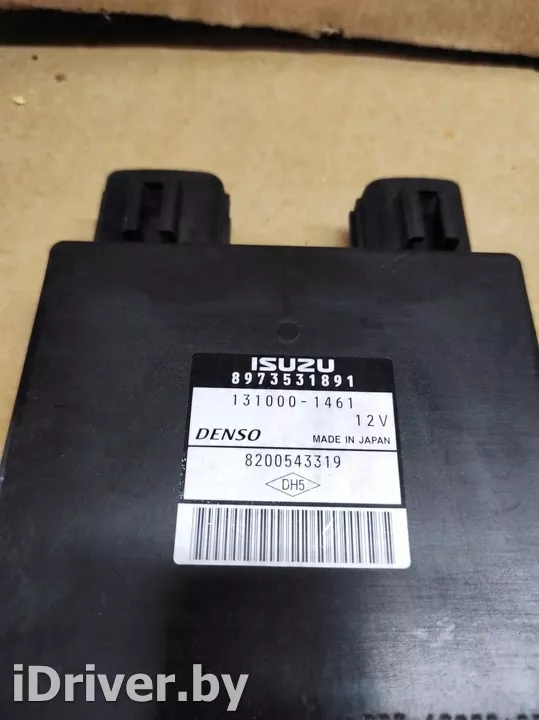 ISUZU
8973531891
131000-1461
12V
DENSO MADE IN JAPAN
8200543319
DH5
iDriver.by